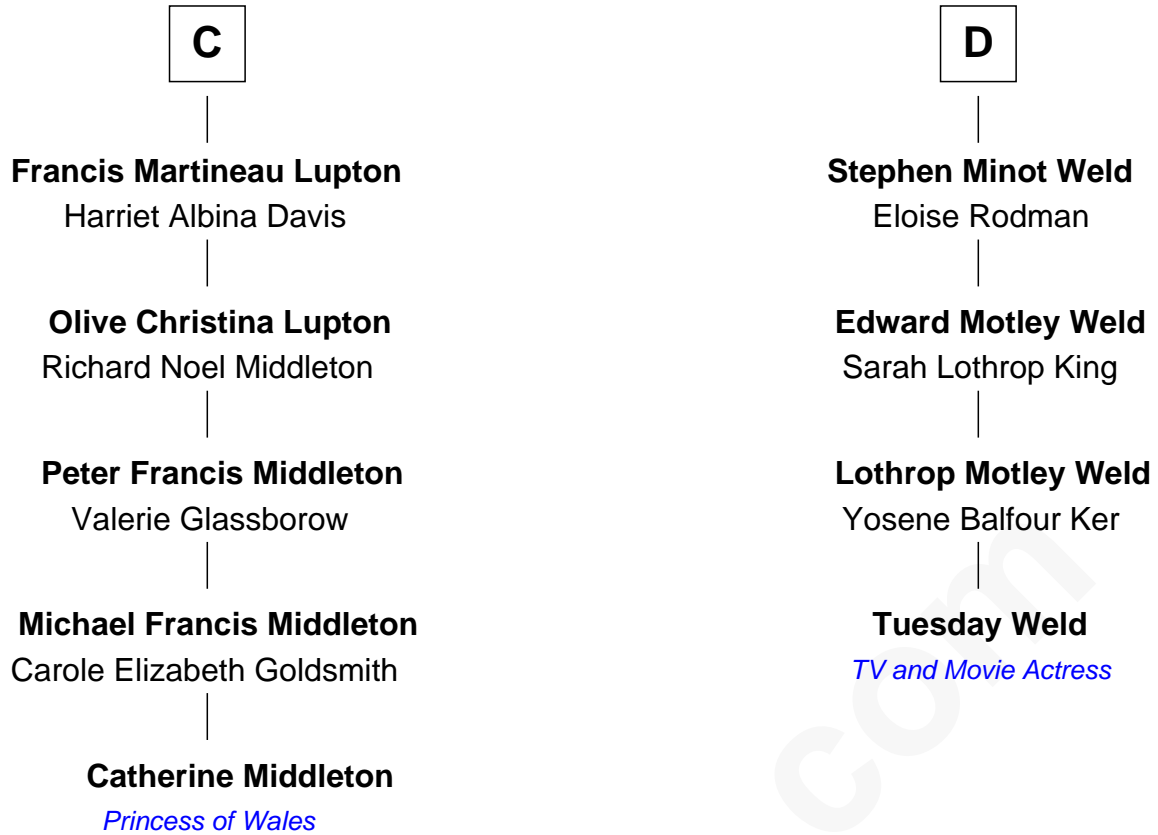 C
Francis Martineau Lupton
Harriet Albina Davis
Olive Christina Lupton
Richard Noel Middleton
Peter Francis Middleton
Valerie Glassborow
Michael Francis Middleton
Carole Elizabeth Goldsmith
Catherine Middleton
Princess of Wales
D
Stephen Minot Weld
Eloise Rodman
Edward Motley Weld
Sarah Lothrop King
Lothrop Motley Weld
Yosene Balfour Ker
Tuesday Weld
TV and Movie Actress
com